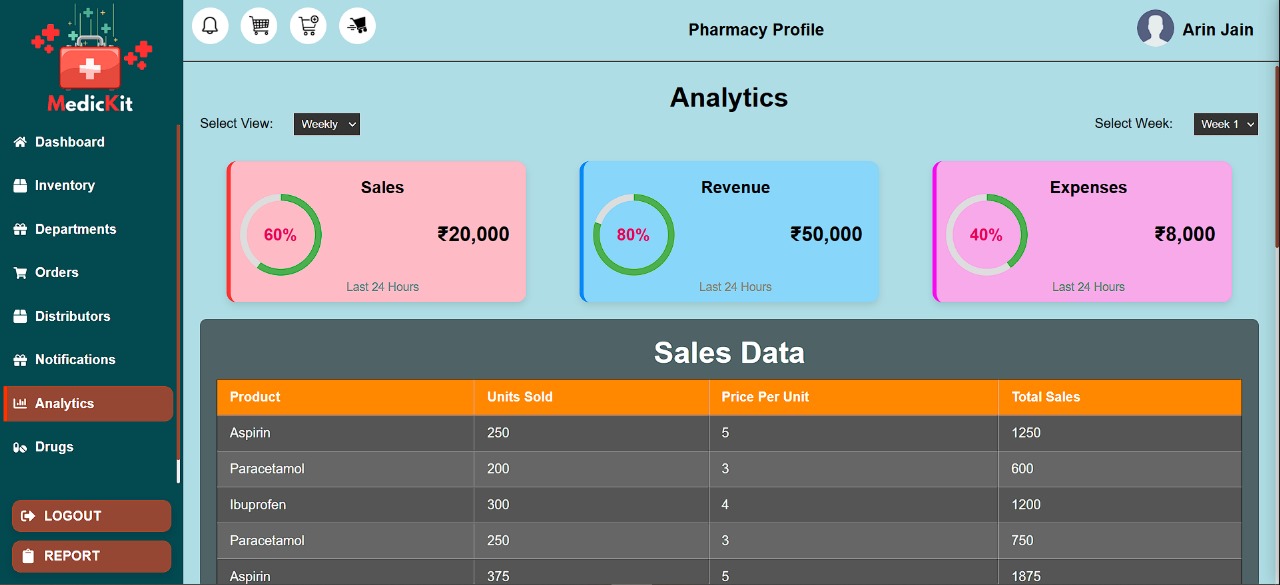 MedicKit
Dashboard
Inventory
Departments
Orders
Distributors
Notifications
Analytics
Drugs
LOGOUT
REPORT
Pharmacy Profile
Arin Jain
Analytics
Select View: Weekly
Select Week: Week 1
Sales
60%
₹20,000
Last 24 Hours
Revenue
80%
₹50,000
Last 24 Hours
Expenses
40%
₹8,000
Last 24 Hours
Sales Data
Product Units Sold Price Per Unit Total Sales
Aspirin 250 5 1250
Paracetamol 200 3 600
Ibuprofen 300 4 1200
Paracetamol 250 3 750
Aspirin 375 5 1875